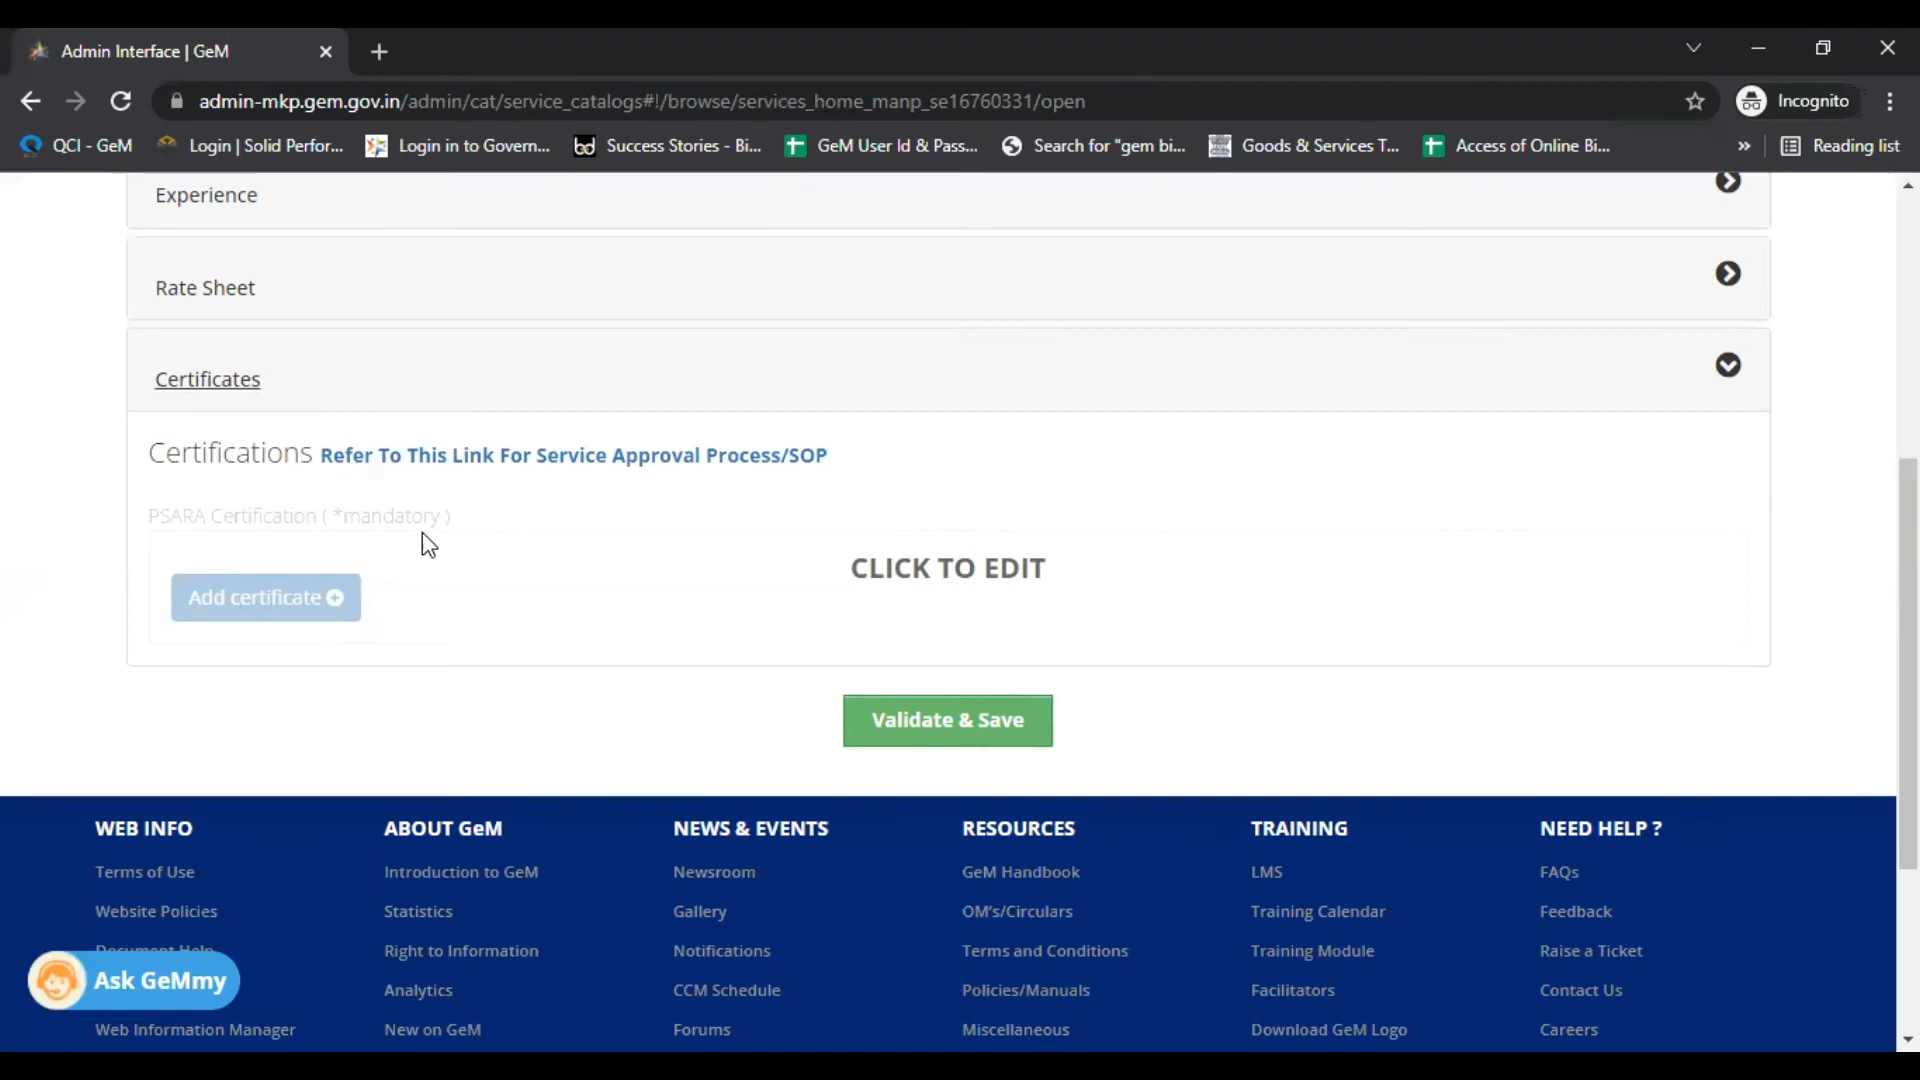 Admin Interface | GeM
admin-mkp.gem.gov.in/admin/cat/service_catalogs#!/browse/services_home_manp_se16760331/open
Incognito
QCI - GeM
Login | Solid Perfor...
Login in to Govern...
Success Stories - Bi...
GeM User Id & Pass...
Search for "gem bi...
Goods & Services T...
Access of Online Bi...
»
Reading list
Experience
Rate Sheet
Certificates
Certifications Refer To This Link For Service Approval Process/SOP
PSARA Certification ( *mandatory )
CLICK TO EDIT
Add certificate
Validate & Save
WEB INFO
Terms of Use
Website Policies
Document Help
Web Information Manager
ABOUT GeM
Introduction to GeM
Statistics
Right to Information
Analytics
New on GeM
NEWS & EVENTS
Newsroom
Gallery
Notifications
CCM Schedule
Forums
RESOURCES
GeM Handbook
OM's/Circulars
Terms and Conditions
Policies/Manuals
Miscellaneous
TRAINING
LMS
Training Calendar
Training Module
Facilitators
Download GeM Logo
NEED HELP ?
FAQs
Feedback
Raise a Ticket
Contact Us
Careers
Ask GeMmy